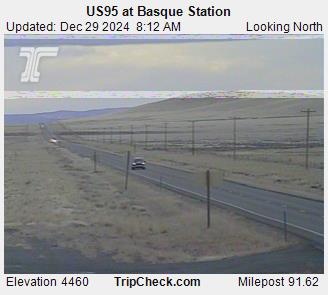 US95 at Basque Station
Updated: Dec 29 2024 8:12 AM Looking North
Elevation 4460 TripCheck.com Milepost 91.62